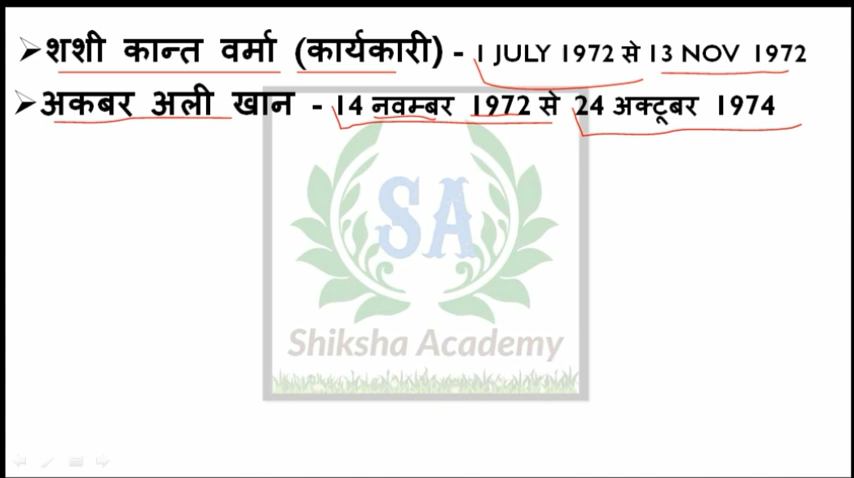 ➢शशी कान्त वर्मा (कार्यकारी) - 1 JULY 1972 से 13 NOV 1972
➢अकबर अली खान - 14 नवम्बर 1972 से 24 अक्टूबर 1974
SA
Shiksha Academy